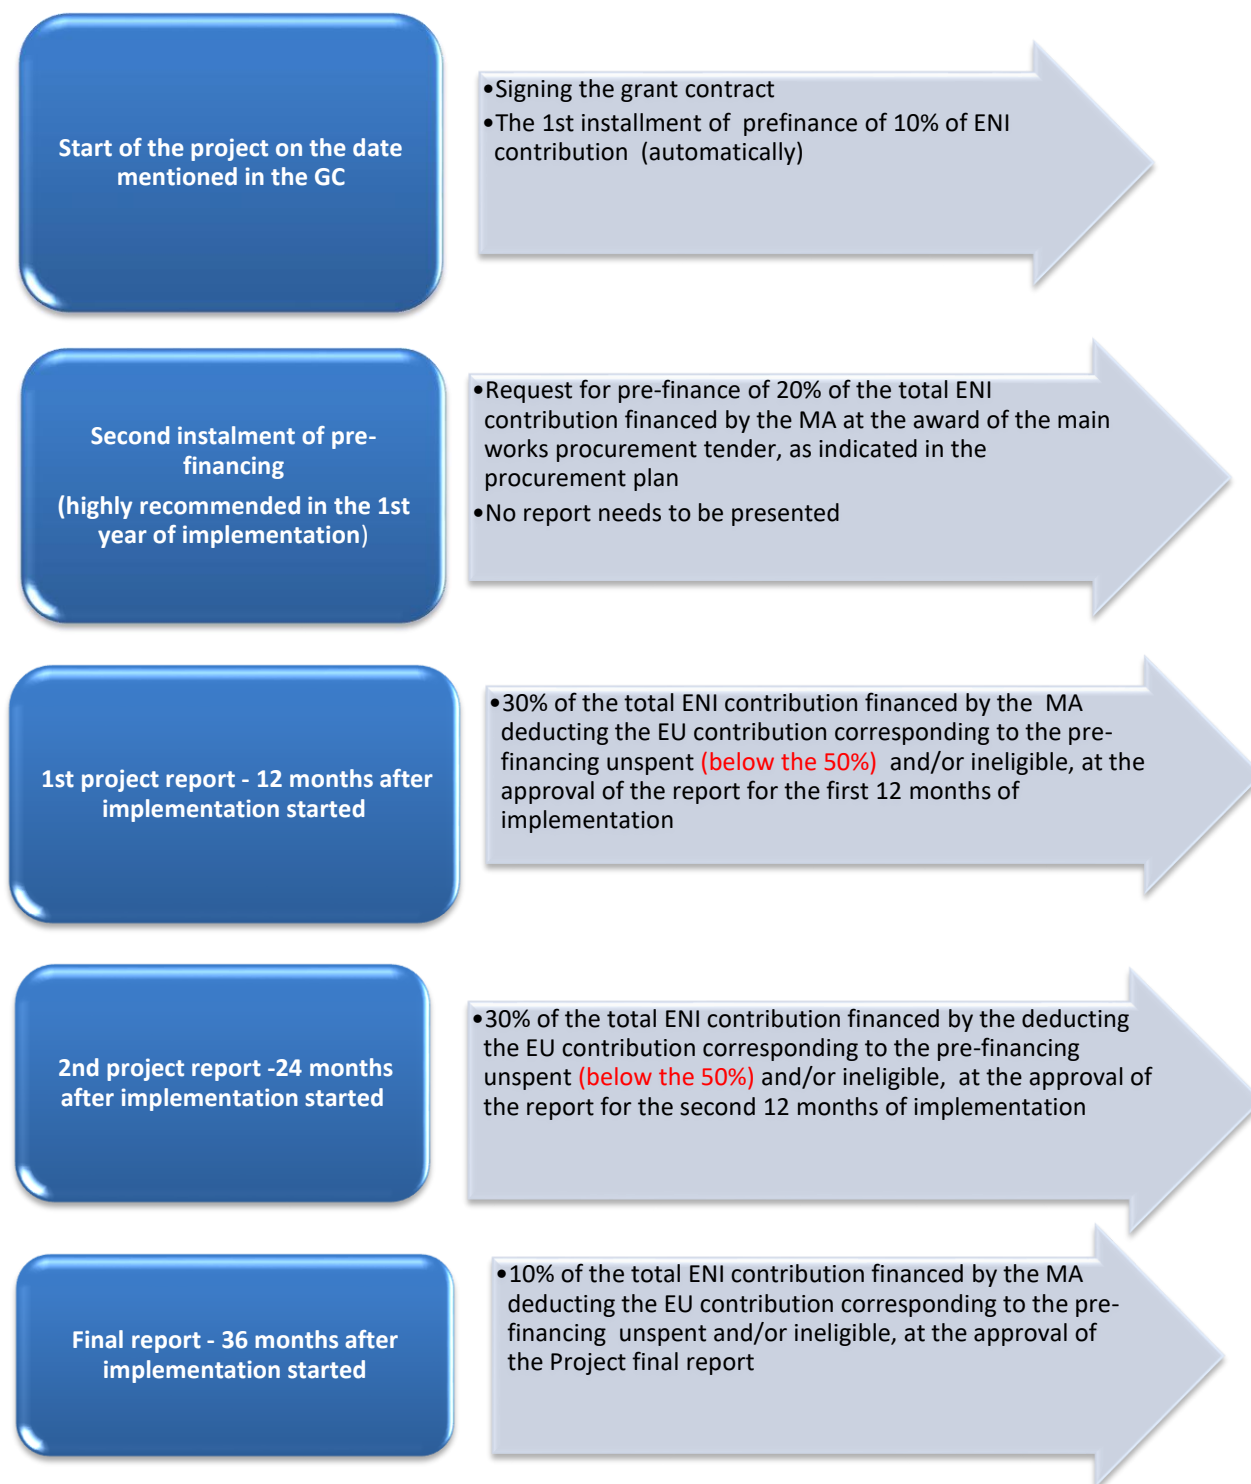 Start of the project on the date
mentioned in the GC
•Signing the grant contract
•The 1st installment of prefinance of 10% of ENI
contribution (automatically)
Second instalment of pre-
financing
(highly recommended in the 1st
year of implementation)
•Request for pre-finance of 20% of the total ENI
contribution financed by the MA at the award of the main
works procurement tender, as indicated in the
procurement plan
•No report needs to be presented
1st project report - 12 months after
implementation started
•30% of the total ENI contribution financed by the MA
deducting the EU contribution corresponding to the pre-
financing unspent (below the 50%) and/or ineligible, at the
approval of the report for the first 12 months of
implementation
2nd project report -24 months
after implementation started
•30% of the total ENI contribution financed by the deducting
the EU contribution corresponding to the pre-financing
unspent (below the 50%) and/or ineligible, at the approval of
the report for the second 12 months of implementation
Final report - 36 months after
implementation started
•10% of the total ENI contribution financed by the MA
deducting the EU contribution corresponding to the pre-
financing unspent and/or ineligible, at the approval of
the Project final report